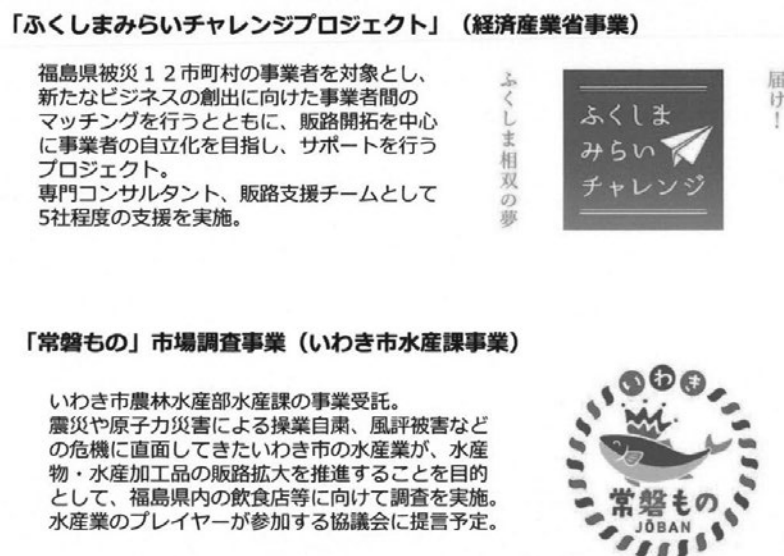 「ふくしまみらいチャレンジプロジェクト」（経済産業省事業）
福島県被災１２市町村の事業者を対象とし、
新たなビジネスの創出に向けた事業者間の
マッチングを行うとともに、販路開拓を中心
に事業者の自立化を目指し、サポートを行う
プロジェクト。
専門コンサルタント、販路支援チームとして
5社程度の支援を実施。
ふくしま相双の夢
ふくしま
みらい
チャレンジ
届け！
「常磐もの」市場調査事業（いわき市水産課事業）
いわき市農林水産部水産課の事業受託。
震災や原子力災害による操業自粛、風評被害など
の危機に直面してきたいわき市の水産業が、水産
物・水産加工品の販路拡大を推進することを目的
として、福島県内の飲食店等に向けて調査を実施。
水産業のプレイヤーが参加する協議会に提言予定。
いわき
常磐もの
JŌBAN